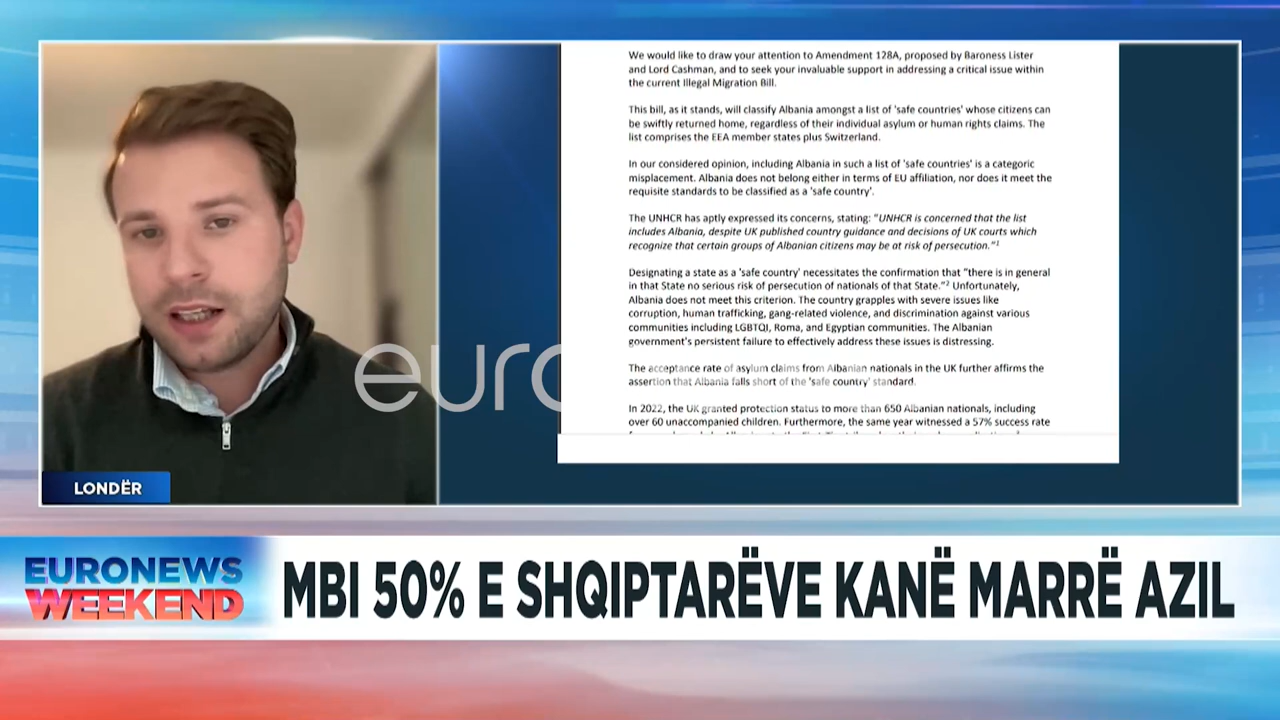 We would like to draw your attention to Amendment 128A, proposed by Baroness Lister
and Lord Cashman, and to seek your invaluable support in addressing a critical issue within
the current Illegal Migration Bill.
This bill, as it stands, will classify Albania amongst a list of 'safe countries' whose citizens can
be swiftly returned home, regardless of their individual asylum or human rights claims. The
list comprises the EEA member states plus Switzerland.
In our considered opinion, including Albania in such a list of 'safe countries' is a categoric
misplacement. Albania does not belong either in terms of EU affiliation, nor does it meet the
requisite standards to be classified as a 'safe country'.
The UNHCR has aptly expressed its concerns, stating: "UNHCR is concerned that the list
includes Albania, despite UK published country guidance and decisions of UK courts which
recognize that certain groups of Albanian citizens may be at risk of persecution."1
Designating a state as a 'safe country' necessitates the confirmation that "there is in general
in that State no serious risk of persecution of nationals of that State."2 Unfortunately,
Albania does not meet this criterion. The country grapples with severe issues like
corruption, human trafficking, gang-related violence, and discrimination against various
communities including LGBTQI, Roma, and Egyptian communities. The Albanian
government's persistent failure to effectively address these issues is distressing.
The acceptance rate of asylum claims from Albanian nationals in the UK further affirms the
assertion that Albania falls short of the 'safe country' standard.
In 2022, the UK granted protection status to more than 650 Albanian nationals, including
over 60 unaccompanied children. Furthermore, the same year witnessed a 57% success rate
euro
LONDËR
EURONEWS
WEEKEND
MBI 50% E SHQIPTARËVE KANË MARRË AZIL